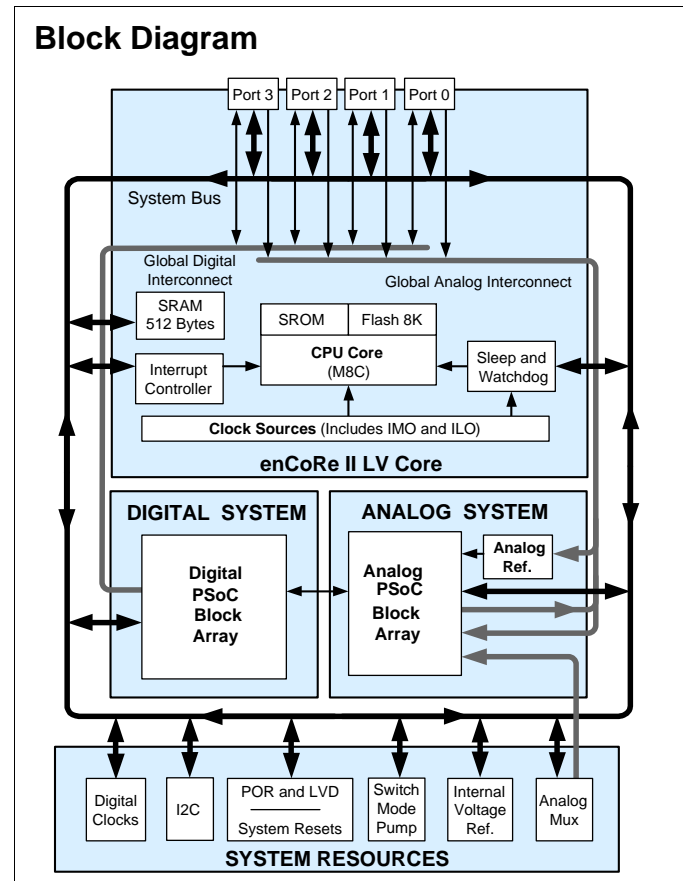 Block Diagram
Port 3
Port 2
Port 1
Port 0
System Bus
Global Digital
Interconnect
Global Analog Interconnect
SRAM
512 Bytes
SROM
Flash 8K
CPU Core
(M8C)
Interrupt
Controller
Sleep and
Watchdog
Clock Sources (Includes IMO and ILO)
enCoRe II LV Core
DIGITAL SYSTEM
ANALOG SYSTEM
Digital
PSoC
Block
Array
Analog
PSoC
Block
Array
Analog
Ref.
Digital
Clocks
I2C
POR and LVD
System Resets
Switch
Mode
Pump
Internal
Voltage
Ref.
Analog
Mux
SYSTEM RESOURCES